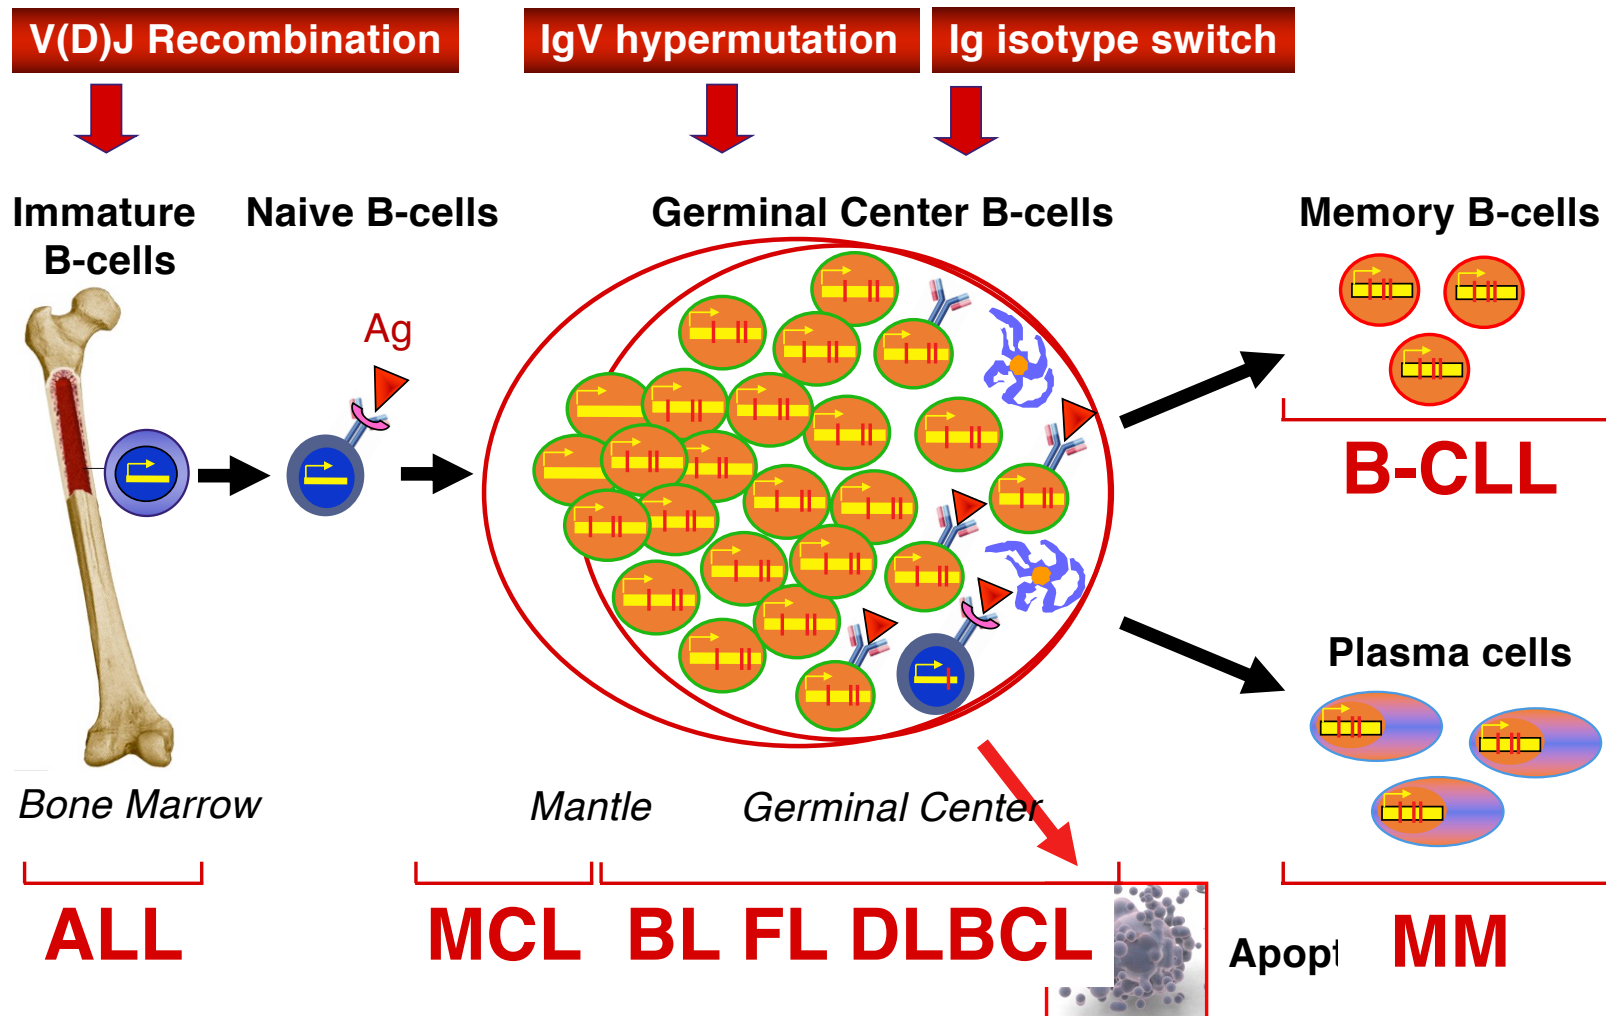 V(D)J Recombination
IgV hypermutation
Ig isotype switch
Immature
B-cells
Naive B-cells
Germinal Center B-cells
Memory B-cells
Ag
B-CLL
Plasma cells
Bone Marrow
Mantle
Germinal Center
ALL
MCL
BL FL DLBCL
Apopt
MM